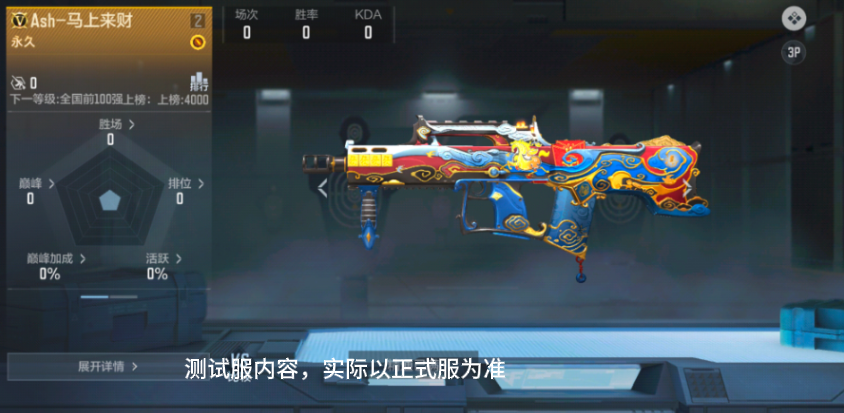 Ash-马上来财 2
永久
0 排行
下一等级:全国前100强上榜: 上榜:4000
胜场
0
巅峰
0
排位
0
巅峰加成
0%
活跃
0%
展开详情
场次 胜率 KDA
0 0 0
3P
测试服内容，实际以正式服为准